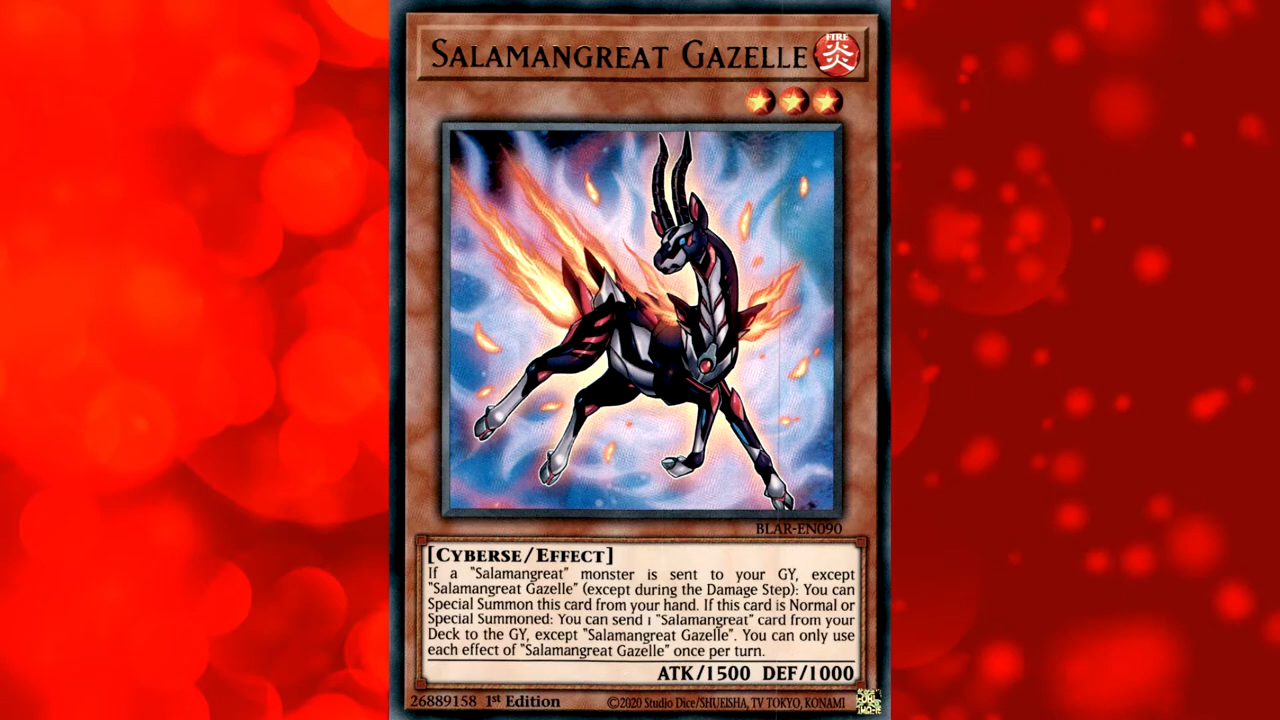 Salamangreat Gazelle
FIRE
炎
BLAR-EN090
[Cyberse/Effect]
If a "Salamangreat" monster is sent to your GY, except
"Salamangreat Gazelle" (except during the Damage Step): You can
Special Summon this card from your hand. If this card is Normal or
Special Summoned: You can send 1 "Salamangreat" card from your
Deck to the GY, except "Salamangreat Gazelle". You can only use
each effect of "Salamangreat Gazelle" once per turn.
ATK/1500 DEF/1000
26889158 1st Edition ©2020 Studio Dice/SHUEISHA, TV TOKYO, KONAMI